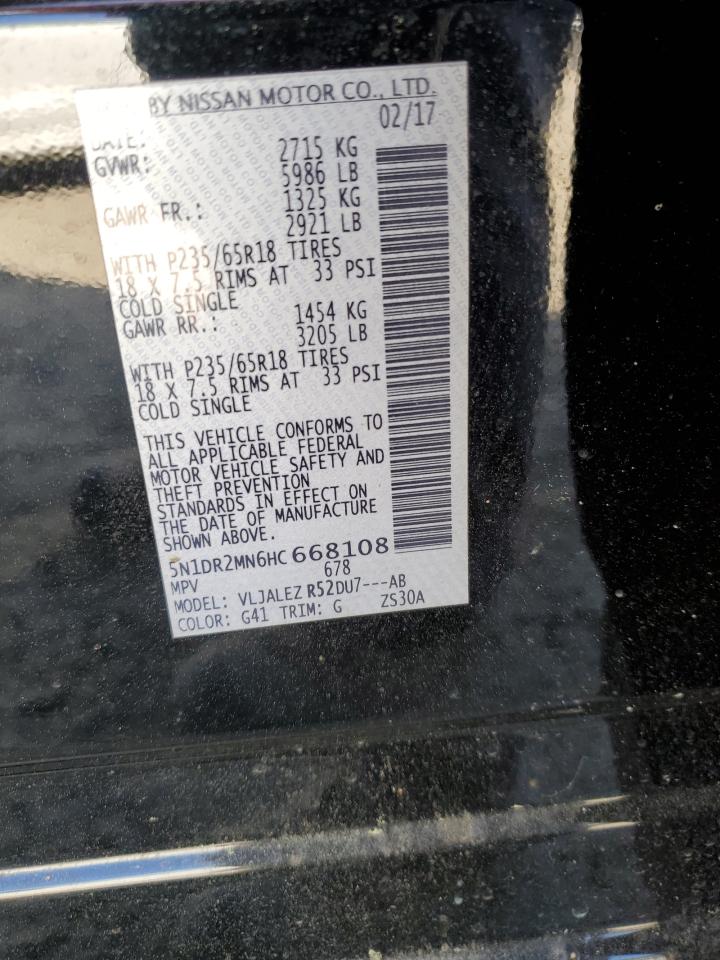 BY NISSAN MOTOR CO., LTD.
DATE: 02/17
GVWR: 2715 KG
5986 LB
GAWR FR.: 1325 KG
2921 LB
WITH P235/65R18 TIRES
18 X 7.5 RIMS AT 33 PSI
COLD SINGLE
GAWR RR.: 1454 KG
3205 LB
WITH P235/65R18 TIRES
18 X 7.5 RIMS AT 33 PSI
COLD SINGLE
THIS VEHICLE CONFORMS TO
ALL APPLICABLE FEDERAL
MOTOR VEHICLE SAFETY AND
THEFT PREVENTION
STANDARDS IN EFFECT ON
THE DATE OF MANUFACTURE
SHOWN ABOVE.
5N1DR2MN6HC668108
MPV 678
MODEL: VLJALEZ R52DU7---AB
COLOR: G41 TRIM: G ZS30A